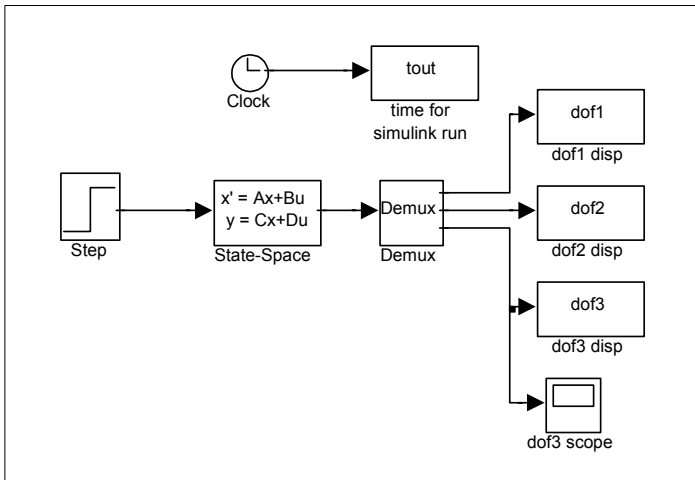 tout
Clock
time for
simulink run
dof1
dof1 disp
x' = Ax+Bu
y = Cx+Du
Demux
dof2
Step
State-Space
Demux
dof2 disp
dof3
dof3 disp
dof3 scope